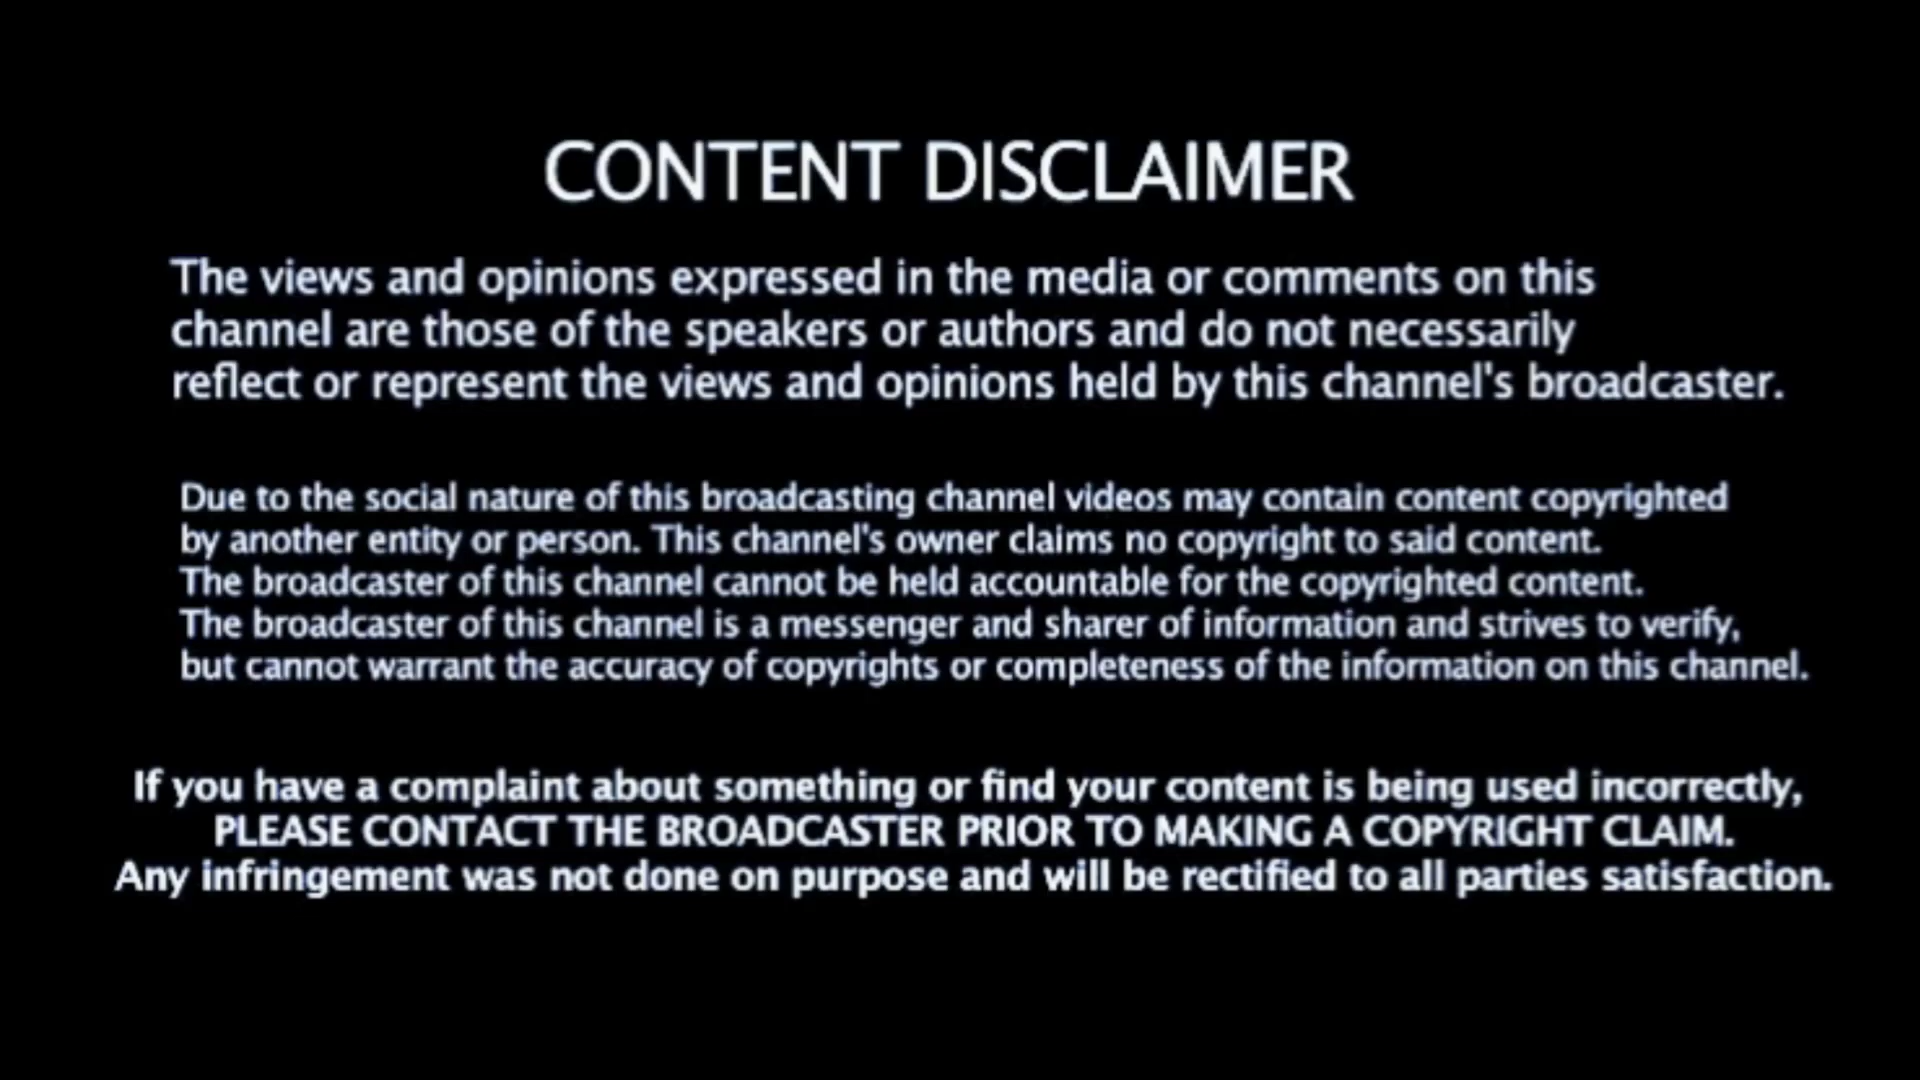 CONTENT DISCLAIMER
The views and opinions expressed in the media or comments on this
channel are those of the speakers or authors and do not necessarily
reflect or represent the views and opinions held by this channel's broadcaster.
Due to the social nature of this broadcasting channel videos may contain content copyrighted
by another entity or person. This channel's owner claims no copyright to said content.
The broadcaster of this channel cannot be held accountable for the copyrighted content.
The broadcaster of this channel is a messenger and sharer of information and strives to verify,
but cannot warrant the accuracy of copyrights or completeness of the information on this channel.
If you have a complaint about something or find your content is being used incorrectly,
PLEASE CONTACT THE BROADCASTER PRIOR TO MAKING A COPYRIGHT CLAIM.
Any infringement was not done on purpose and will be rectified to all parties satisfaction.